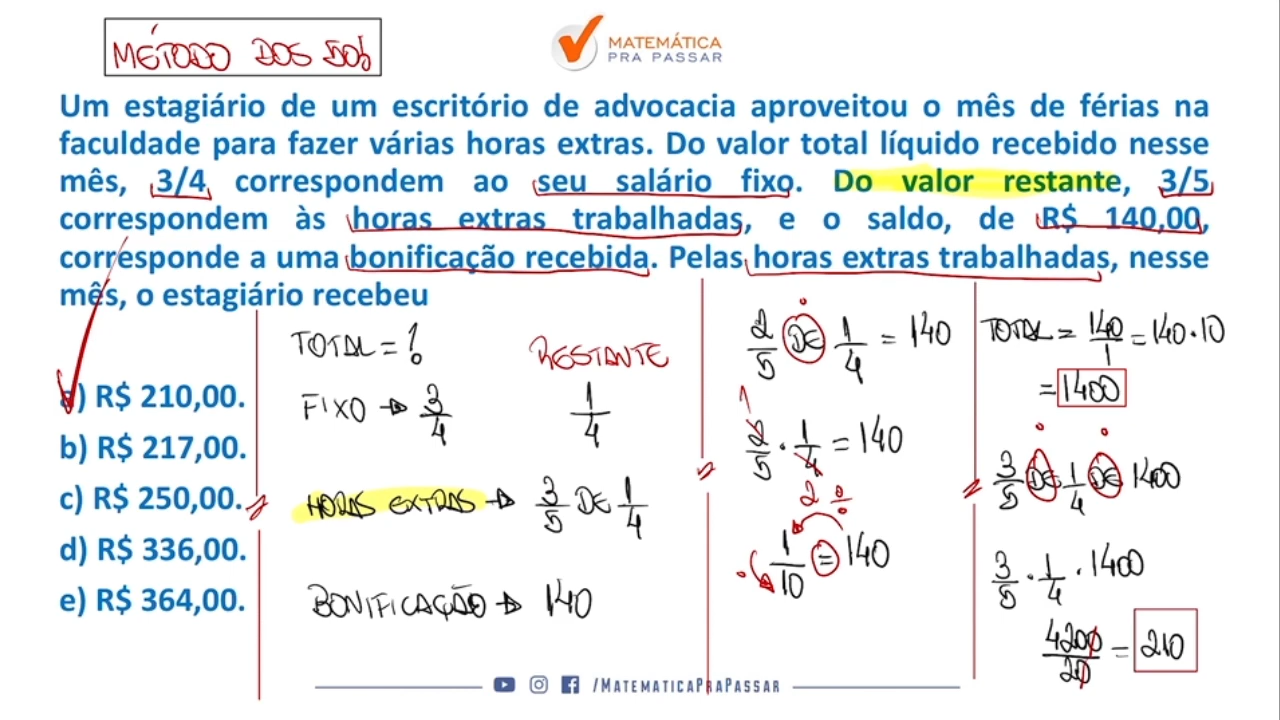 MÉTODO DOS 50!
MATEMÁTICA
PRA PASSAR
Um estagiário de um escritório de advocacia aproveitou o mês de férias na
faculdade para fazer várias horas extras. Do valor total líquido recebido nesse
mês, 3/4 correspondem ao seu salário fixo. Do valor restante, 3/5
correspondem às horas extras trabalhadas, e o saldo, de R$ 140,00,
corresponde a uma bonificação recebida. Pelas horas extras trabalhadas, nesse
mês, o estagiário recebeu
a) R$ 210,00.
b) R$ 217,00.
c) R$ 250,00.
d) R$ 336,00.
e) R$ 364,00.
TOTAL = ?
RESTANTE
FIXO → 3/4
1/4
HORAS EXTRAS → 3/5 DE 1/4
BONIFICAÇÃO → 140
2/5 DE 1/4 = 140
1
2/5 · 1/4 = 140
2
1/10 = 140
TOTAL = 140/1 = 140·10
= 1400
3/5 DE 1/4 DE 1400
3/5 · 1/4 · 1400
4200/20 = 210
/MATEMATICAPRAPASSAR